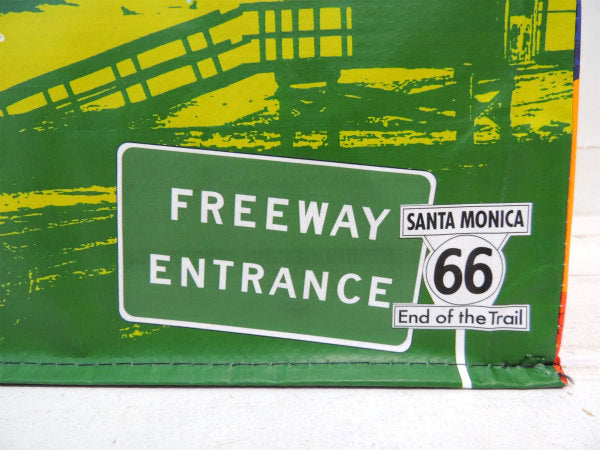 FREEWAY
ENTRANCE
SANTA MONICA
66
End of the Trail